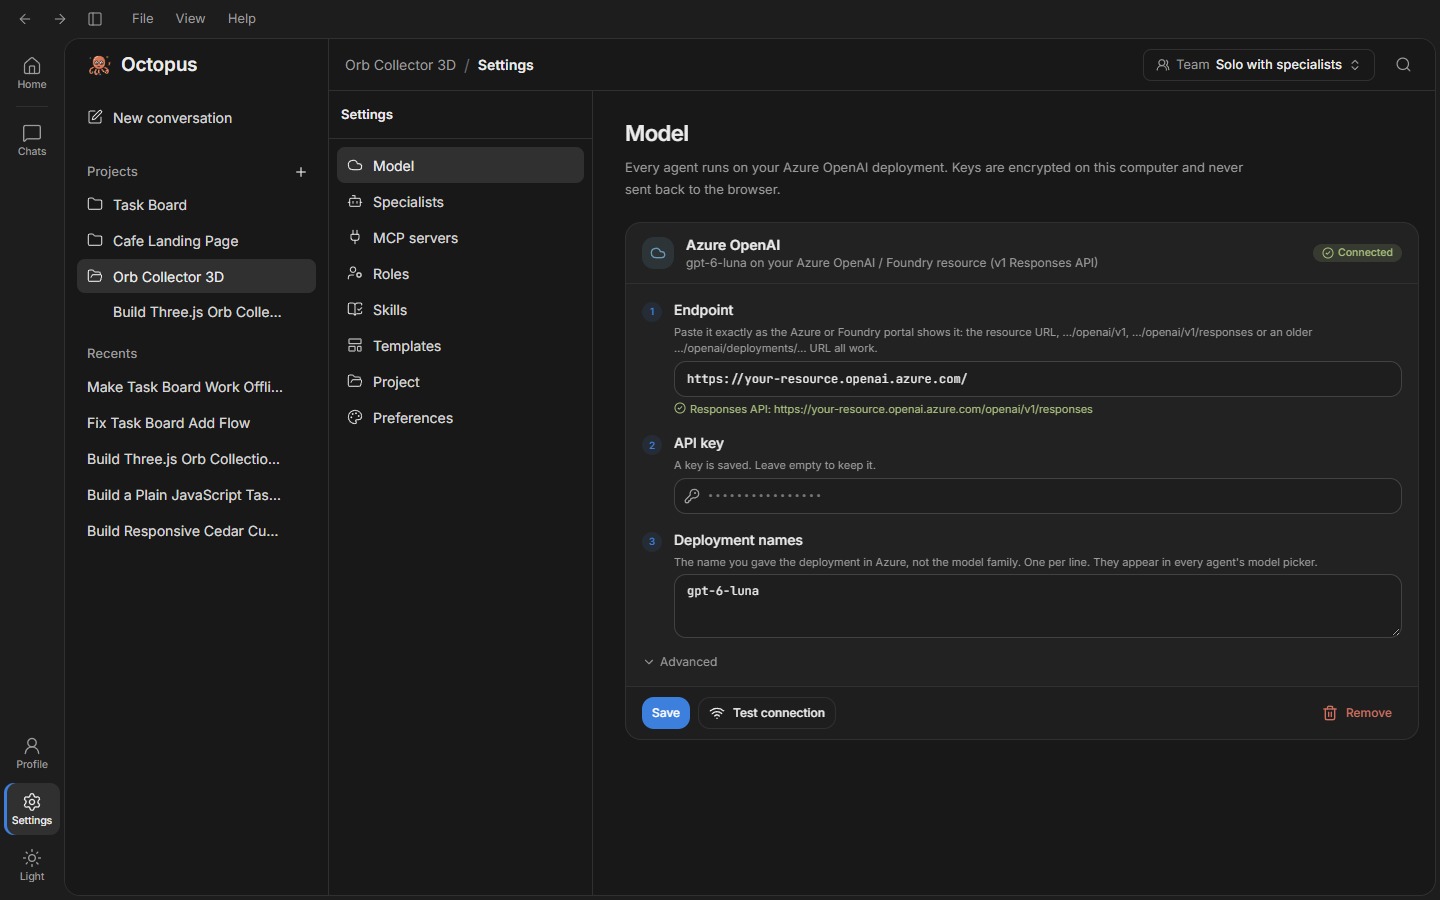 File View Help
Home
Chats
Profile
Settings
Light
Octopus
New conversation
Projects
Task Board
Cafe Landing Page
Orb Collector 3D
Build Three.js Orb Colle...
Recents
Make Task Board Work Offli...
Fix Task Board Add Flow
Build Three.js Orb Collectio...
Build a Plain JavaScript Tas...
Build Responsive Cedar Cu...
Orb Collector 3D / Settings
Team Solo with specialists
Settings
Model
Specialists
MCP servers
Roles
Skills
Templates
Project
Preferences
Model
Every agent runs on your Azure OpenAI deployment. Keys are encrypted on this computer and never
sent back to the browser.
Azure OpenAI
gpt-6-luna on your Azure OpenAI / Foundry resource (v1 Responses API)
Connected
1 Endpoint
Paste it exactly as the Azure or Foundry portal shows it: the resource URL, .../openai/v1, .../openai/v1/responses or an older
.../openai/deployments/... URL all work.
https://your-resource.openai.azure.com/
Responses API: https://your-resource.openai.azure.com/openai/v1/responses
2 API key
A key is saved. Leave empty to keep it.
••••••••••••••••
3 Deployment names
The name you gave the deployment in Azure, not the model family. One per line. They appear in every agent's model picker.
gpt-6-luna
Advanced
Save
Test connection
Remove